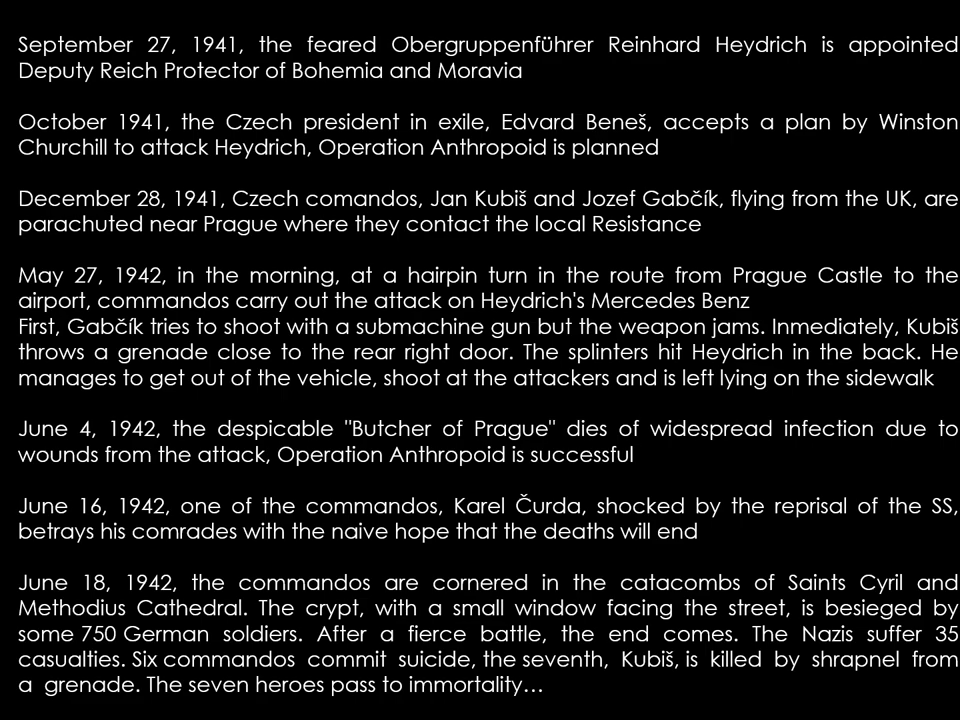 September 27, 1941, the feared Obergruppenführer Reinhard Heydrich is appointed
Deputy Reich Protector of Bohemia and Moravia
October 1941, the Czech president in exile, Edvard Beneš, accepts a plan by Winston
Churchill to attack Heydrich, Operation Anthropoid is planned
December 28, 1941, Czech comandos, Jan Kubiš and Jozef Gabčík, flying from the UK, are
parachuted near Prague where they contact the local Resistance
May 27, 1942, in the morning, at a hairpin turn in the route from Prague Castle to the
airport, commandos carry out the attack on Heydrich's Mercedes Benz
First, Gabčík tries to shoot with a submachine gun but the weapon jams. Inmediately, Kubiš
throws a grenade close to the rear right door. The splinters hit Heydrich in the back. He
manages to get out of the vehicle, shoot at the attackers and is left lying on the sidewalk
June 4, 1942, the despicable "Butcher of Prague" dies of widespread infection due to
wounds from the attack, Operation Anthropoid is successful
June 16, 1942, one of the commandos, Karel Čurda, shocked by the reprisal of the SS,
betrays his comrades with the naive hope that the deaths will end
June 18, 1942, the commandos are cornered in the catacombs of Saints Cyril and
Methodius Cathedral. The crypt, with a small window facing the street, is besieged by
some 750 German soldiers. After a fierce battle, the end comes. The Nazis suffer 35
casualties. Six commandos commit suicide, the seventh, Kubiš, is killed by shrapnel from
a grenade. The seven heroes pass to immortality…